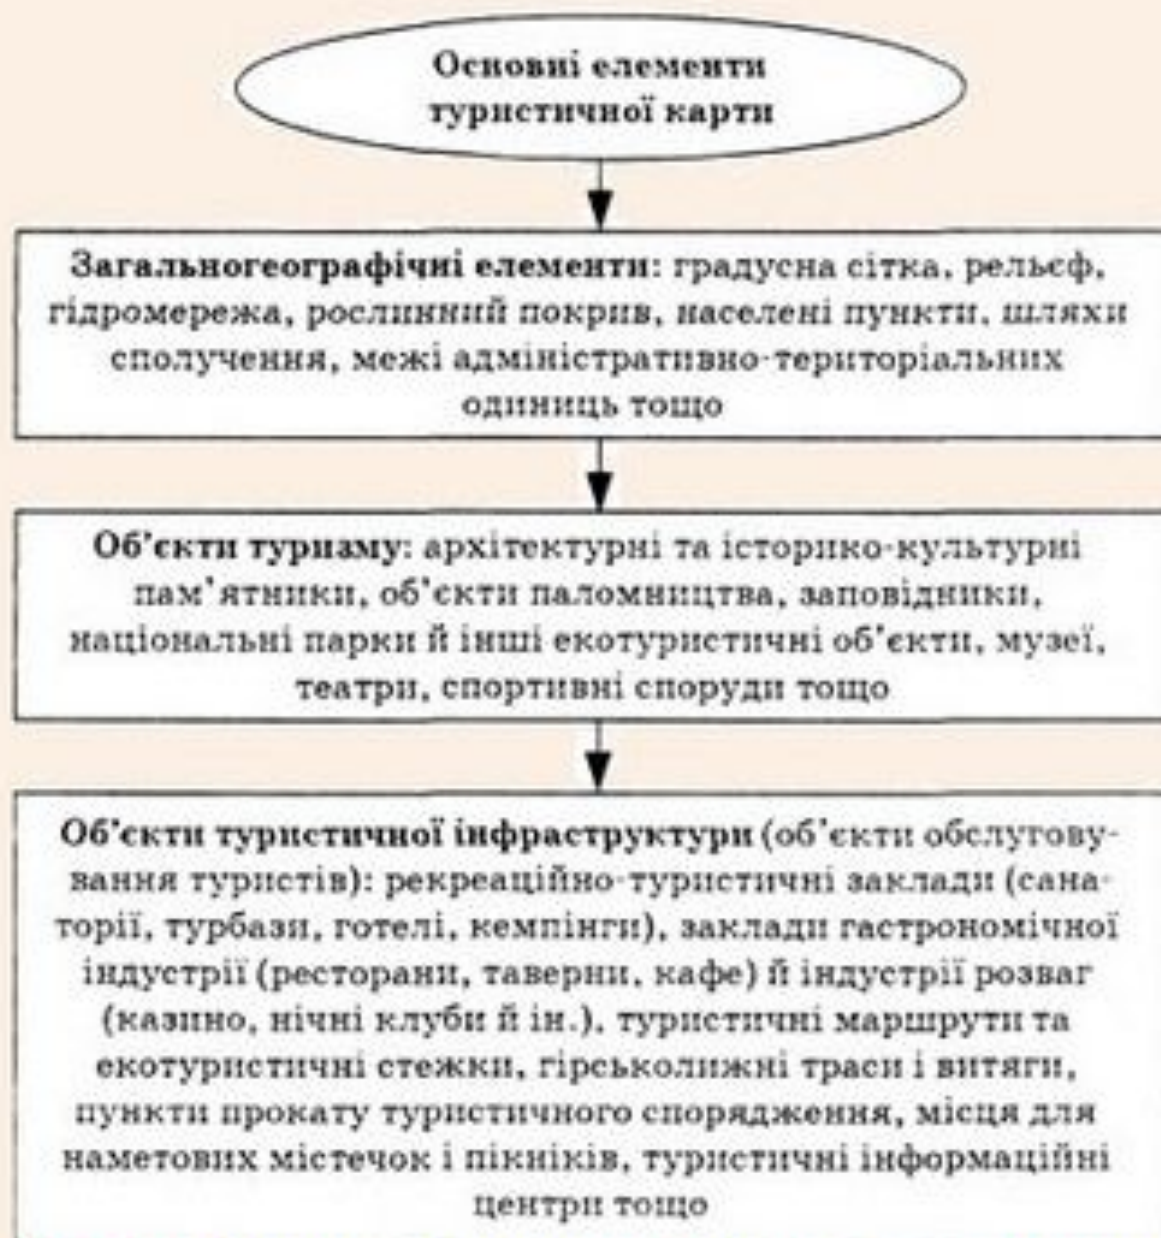 Основні елементи
туристичної карти
Загальногеографічні елементи: градусна сітка, рельєф,
гідромережа, рослинний покрив, населені пункти, шляхи
сполучення, межі адміністративно-територіальних
одиниць тощо
Об'єкти туризму: архітектурні та історико-культурні
пам'ятники, об'єкти паломництва, заповідники,
національні парки й інші екотуристичні об'єкти, музеї,
театри, спортивні споруди тощо
Об'єкти туристичної інфраструктури (об'єкти обслугову-
вання туристів): рекреаційно-туристичні заклади (сана-
торії, турбази, готелі, кемпінги), заклади гастрономічної
індустрії (ресторани, таверни, кафе) й індустрії розваг
(казино, нічні клуби й ін.), туристичні маршрути та
екотуристичні стежки, гірськолижні траси і витяги,
пункти прокату туристичного спорядження, місця для
наметових містечок і пікніків, туристичні інформаційні
центри тощо